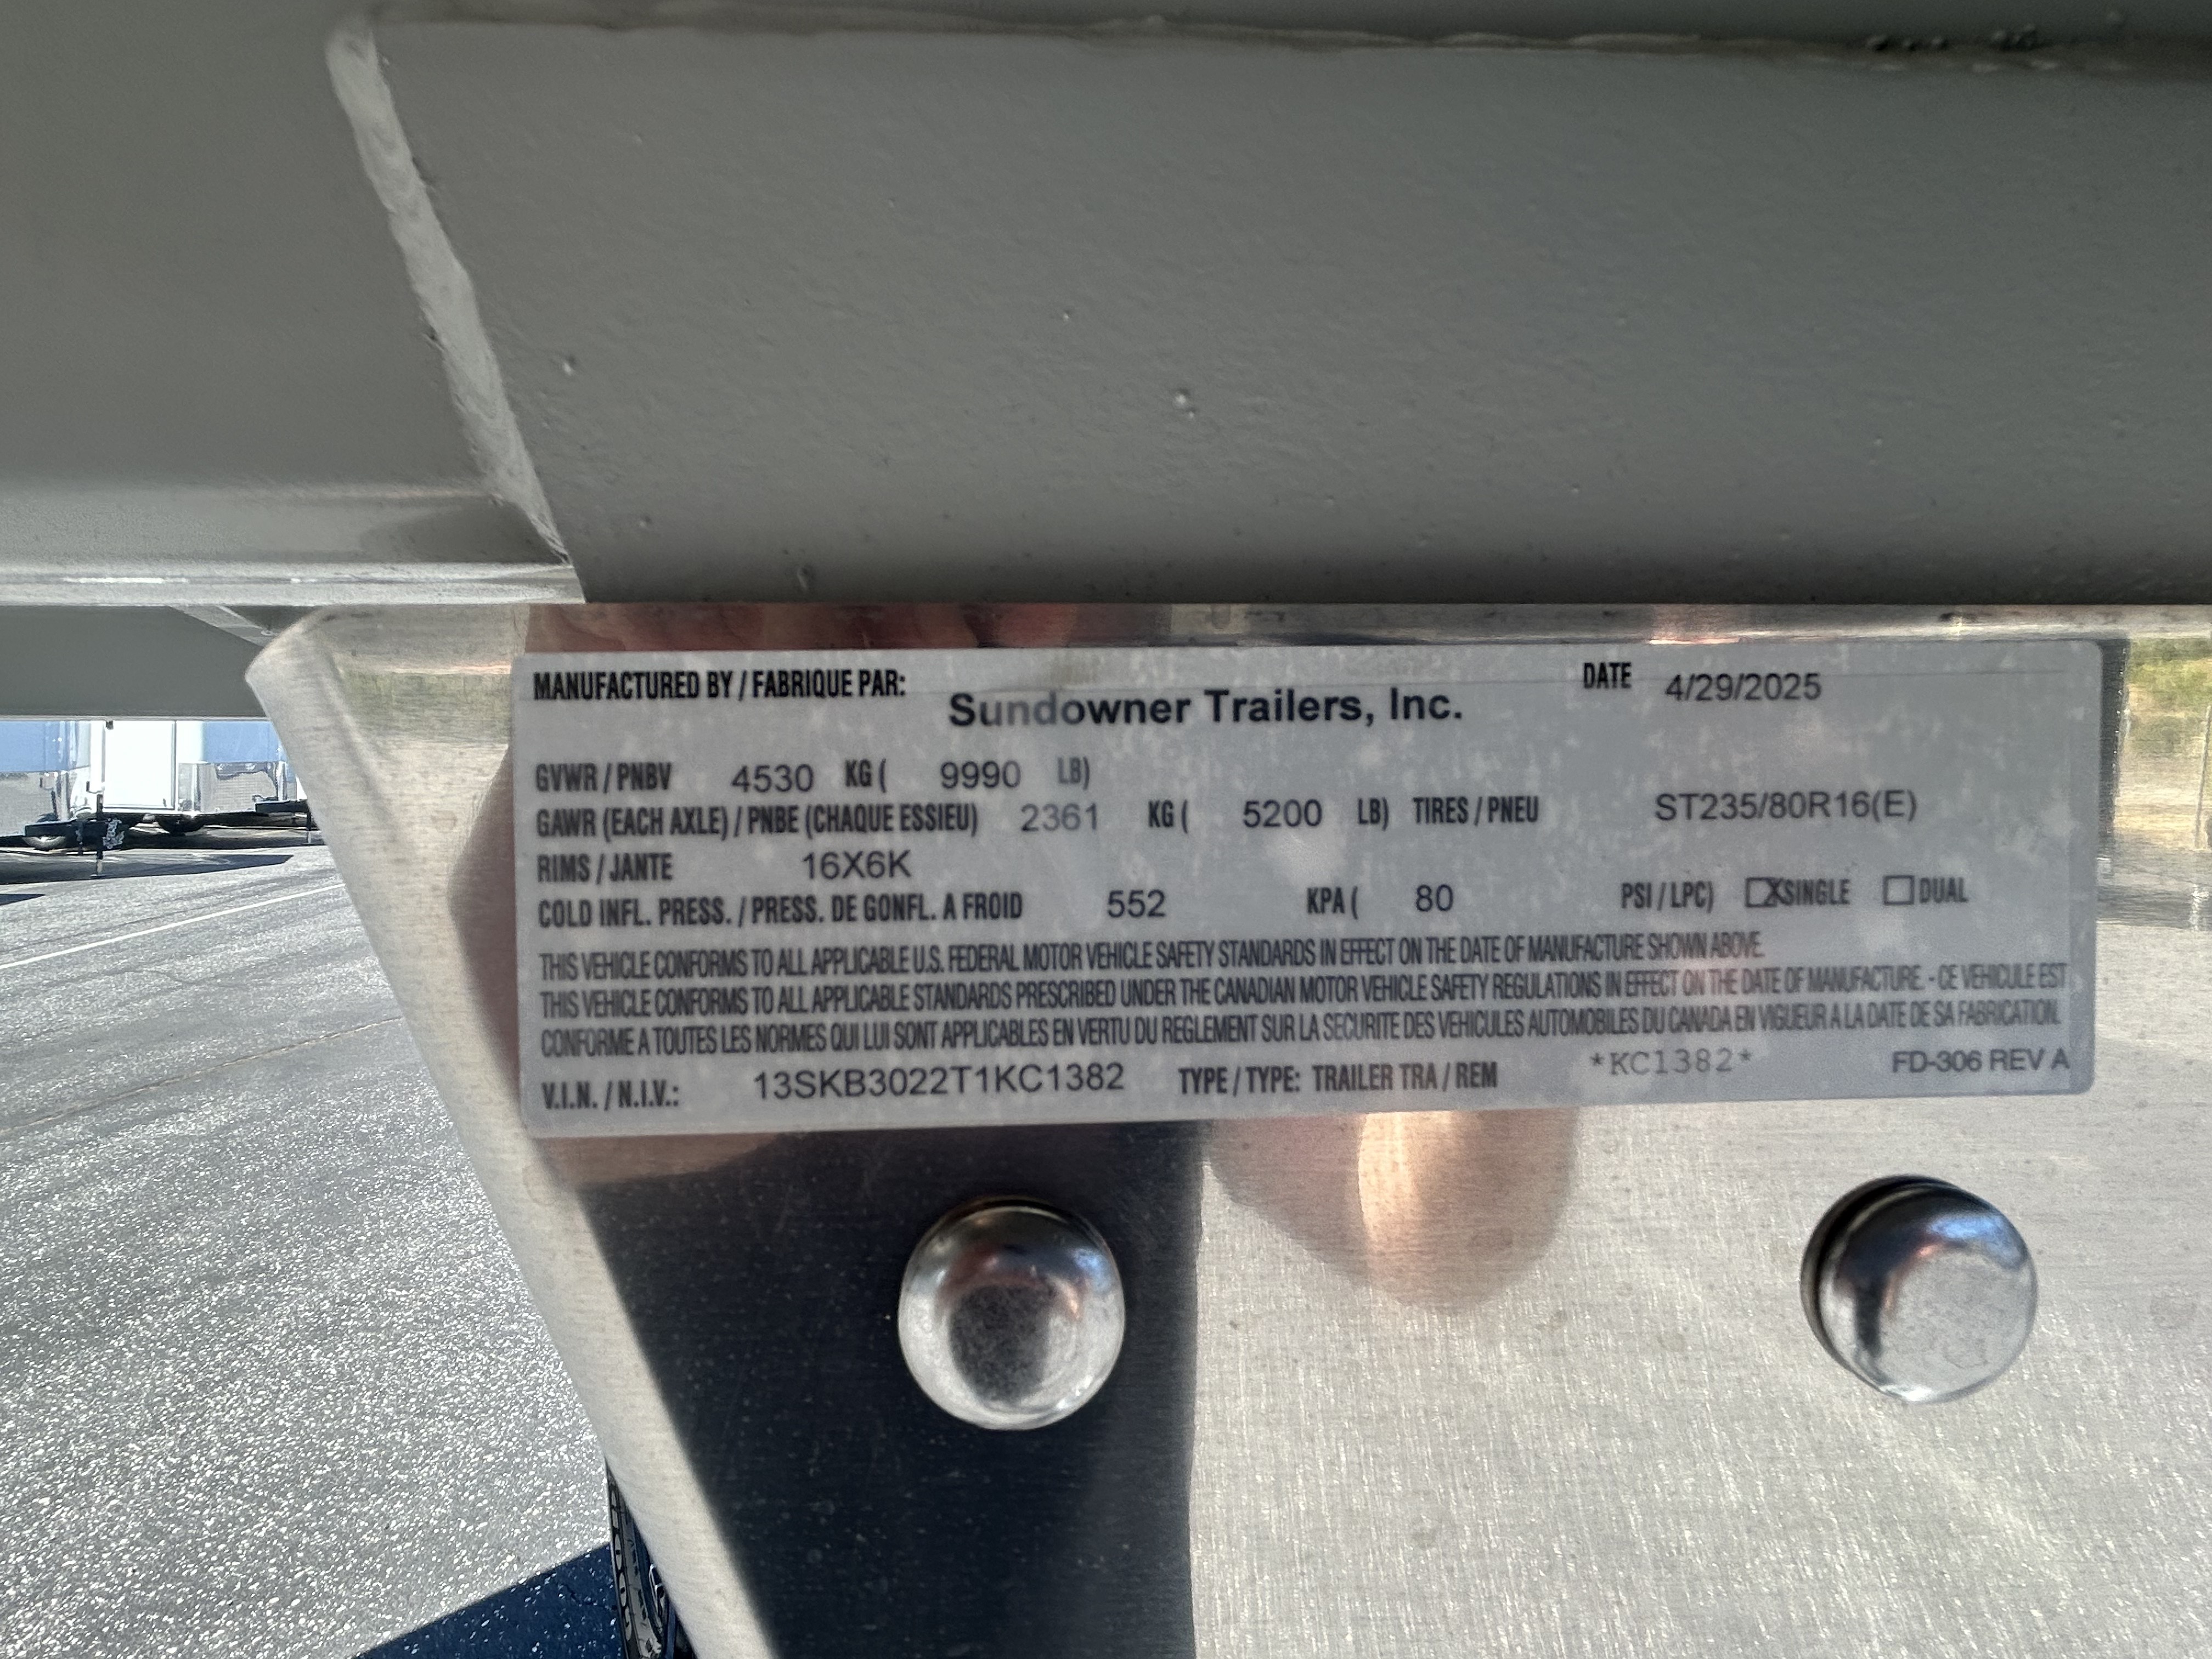 MANUFACTURED BY / FABRIQUE PAR: Sundowner Trailers, Inc. DATE 4/29/2025
GVWR / PNBV 4530 KG ( 9990 LB)
GAWR (EACH AXLE) / PNBE (CHAQUE ESSIEU) 2361 KG ( 5200 LB) TIRES / PNEU ST235/80R16(E)
RIMS / JANTE 16X6K
COLD INFL. PRESS. / PRESS. DE GONFL. A FROID 552 KPA ( 80 PSI / LPC) ☒ SINGLE ☐ DUAL
THIS VEHICLE CONFORMS TO ALL APPLICABLE U.S. FEDERAL MOTOR VEHICLE SAFETY STANDARDS IN EFFECT ON THE DATE OF MANUFACTURE SHOWN ABOVE.
THIS VEHICLE CONFORMS TO ALL APPLICABLE STANDARDS PRESCRIBED UNDER THE CANADIAN MOTOR VEHICLE SAFETY REGULATIONS IN EFFECT ON THE DATE OF MANUFACTURE. - CE VEHICULE EST
CONFORME A TOUTES LES NORMES QUI LUI SONT APPLICABLES EN VERTU DU REGLEMENT SUR LA SECURITE DES VEHICULES AUTOMOBILES DU CANADA EN VIGUEUR A LA DATE DE SA FABRICATION.
V.I.N. / N.I.V.: 13SKB3022T1KC1382 TYPE / TYPE: TRAILER TRA / REM *KC1382* FD-306 REV A